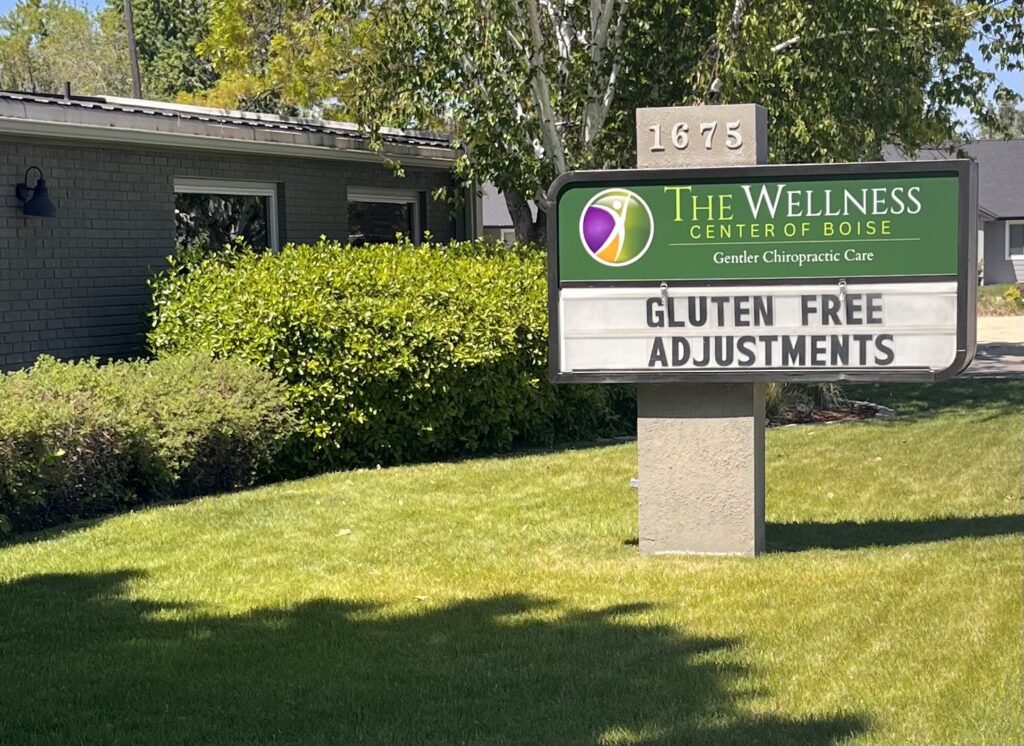 1675
THE WELLNESS
CENTER OF BOISE
Gentler Chiropractic Care
GLUTEN FREE
ADJUSTMENTS